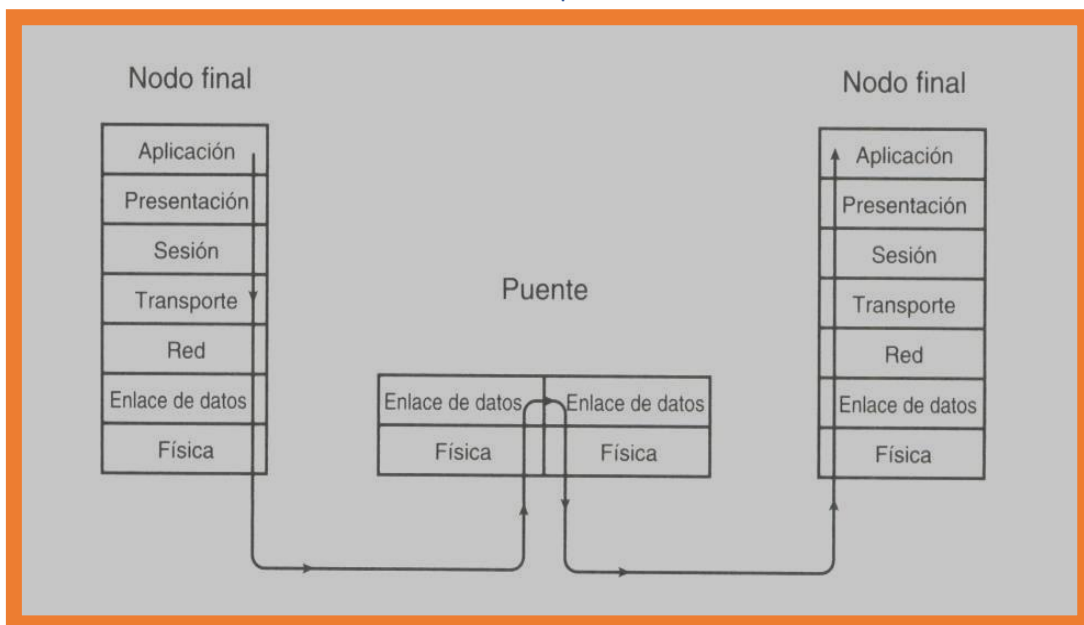 Nodo final
Aplicación
Presentación
Sesión
Transporte
Red
Enlace de datos
Física
Puente
Enlace de datos
Enlace de datos
Física
Física
Nodo final
Aplicación
Presentación
Sesión
Transporte
Red
Enlace de datos
Física